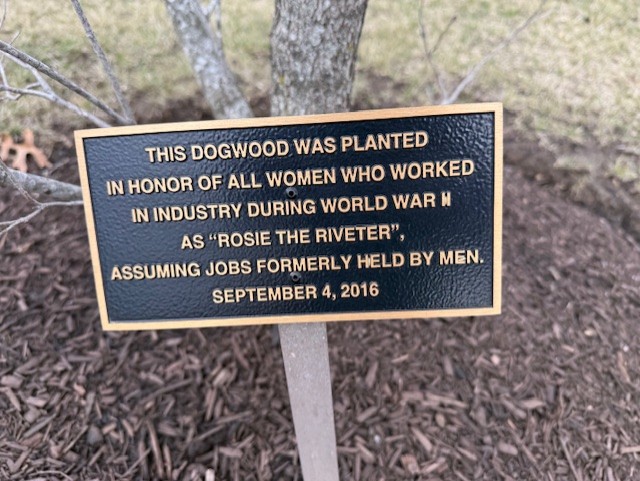 THIS DOGWOOD WAS PLANTED
IN HONOR OF ALL WOMEN WHO WORKED
IN INDUSTRY DURING WORLD WAR II
AS "ROSIE THE RIVETER",
ASSUMING JOBS FORMERLY HELD BY MEN.
SEPTEMBER 4, 2016